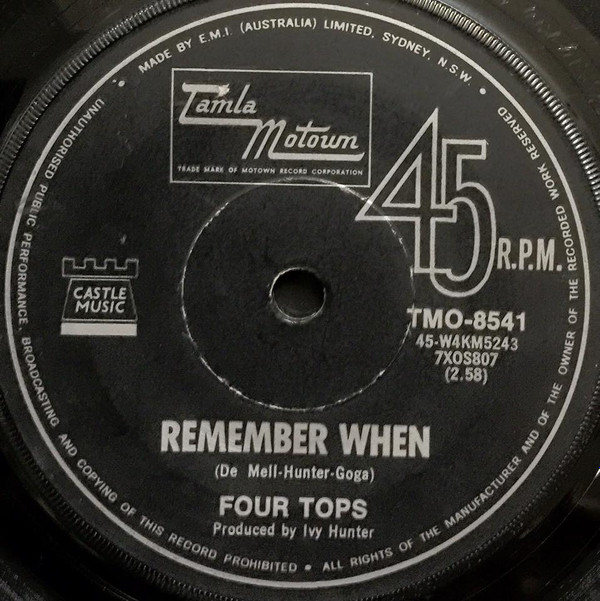 MADE BY E.M.I. (AUSTRALIA) LIMITED. SYDNEY. N.S.W.
Tamla
Motown
TRADE MARK OF MOTOWN RECORD CORPORATION
45
R.P.M.
CASTLE
MUSIC
TMO-8541
45-W4KM5243
7XOS807
(2.58)
REMEMBER WHEN
(De Mell-Hunter-Goga)
FOUR TOPS
Produced by Ivy Hunter
UNAUTHORISED PUBLIC PERFORMANCE, BROADCASTING AND COPYING OF THIS RECORD PROHIBITED • ALL RIGHTS OF THE MANUFACTURER AND OF THE OWNER OF THE RECORDED WORK RESERVED